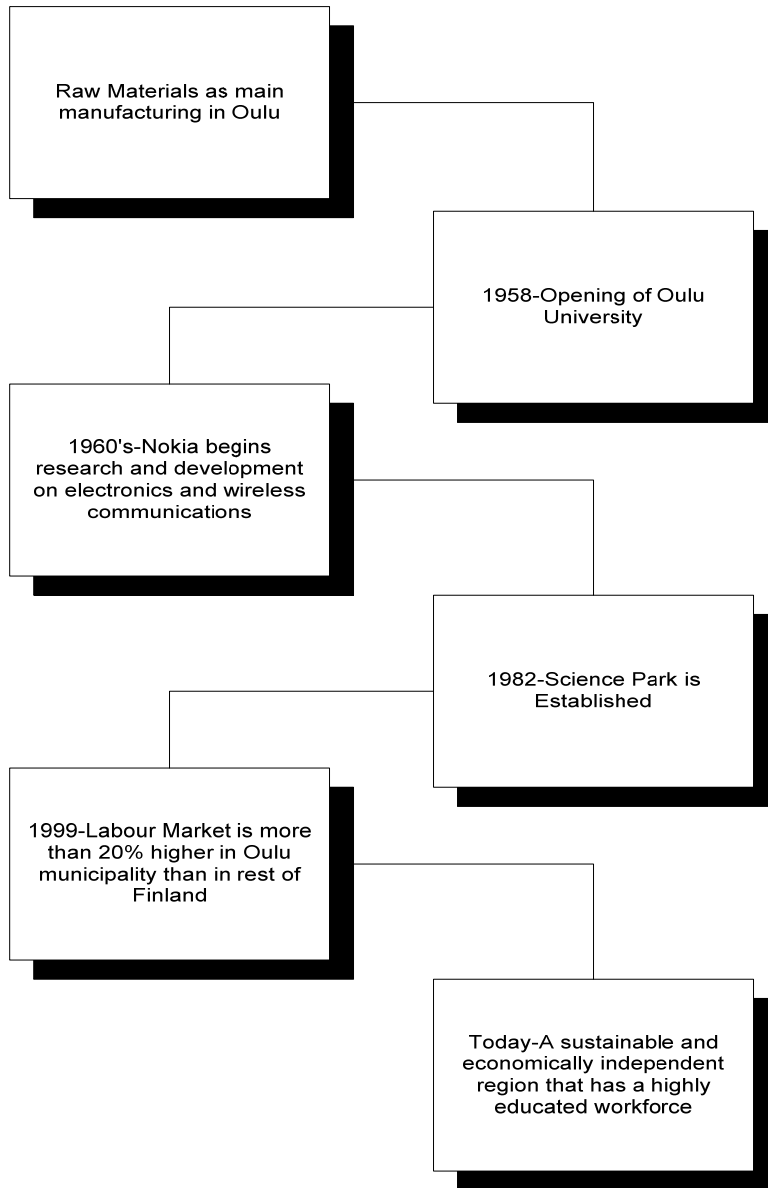 Raw Materials as main
manufacturing in Oulu
1958-Opening of Oulu
University
1960's-Nokia begins
research and development
on electronics and wireless
communications
1982-Science Park is
Established
1999-Labour Market is more
than 20% higher in Oulu
municipality than in rest of
Finland
Today-A sustainable and
economically independent
region that has a highly
educated workforce